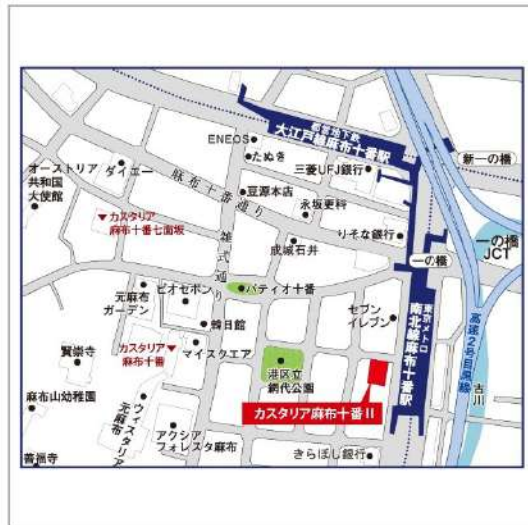 都営地下鉄
大江戸線麻布十番駅
ENEOS
たぬき
三菱UFJ銀行
新一の橋
オーストリア
共和国
大使館
ダイエー
麻布十番通り
豆源本店
永坂更科
カスタリア
麻布十番七面坂
雑式通り
成城石井
りそな銀行
一の橋
一の橋
JCT
パティオ十番
元麻布
ガーデン
ビオセボン
韓日館
セブン
イレブン
東京メトロ
南北線麻布十番駅
高速2号目黒線
古川
賢崇寺
カスタリア
麻布十番
マイスクエア
港区立
網代公園
麻布山幼稚園
ウィスタリア
元麻布
カスタリア麻布十番II
アクシア
フォレスタ麻布
きらぼし銀行
善福寺